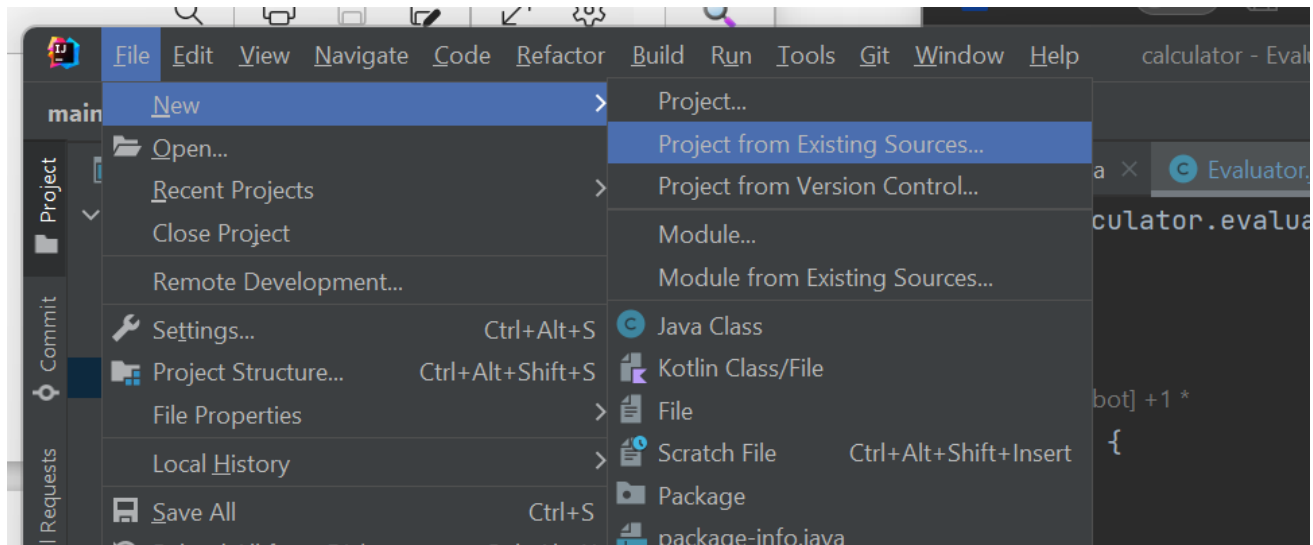 IJ
File Edit View Navigate Code Refactor Build Run Tools Git Window Help calculator - Eval
main
New
Open...
Recent Projects
Close Project
Remote Development...
Settings... Ctrl+Alt+S
Project Structure... Ctrl+Alt+Shift+S
File Properties
Local History
Save All Ctrl+S
Project...
Project from Existing Sources...
Project from Version Control...
Module...
Module from Existing Sources...
Java Class
Kotlin Class/File
File
Scratch File Ctrl+Alt+Shift+Insert
Package
package-info.java
Project
Commit
Requests
a
Evaluator.
culator.evalua
bot] +1 *
{